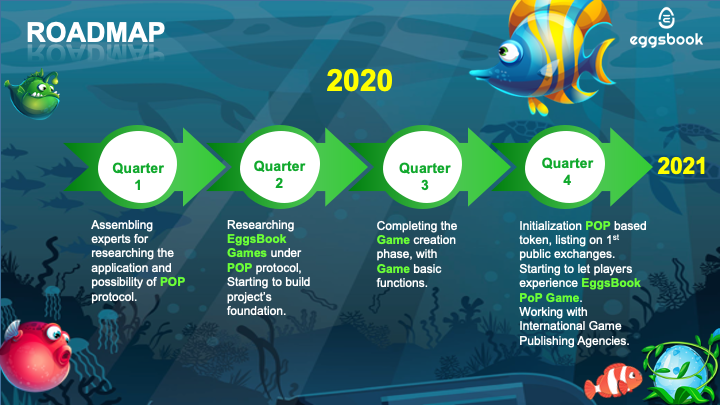 ROADMAP
eggsbook
2020
Quarter
1
Quarter
2
Quarter
3
Quarter
4
2021
Assembling
experts for
researching the
application and
possibility of POP
protocol.
Researching
EggsBook
Games under
POP protocol,
Starting to build
project's
foundation.
Completing the
Game creation
phase, with
Game basic
functions.
Initialization POP based
token, listing on 1st
public exchanges.
Starting to let players
experience EggsBook
PoP Game.
Working with
International Game
Publishing Agencies.